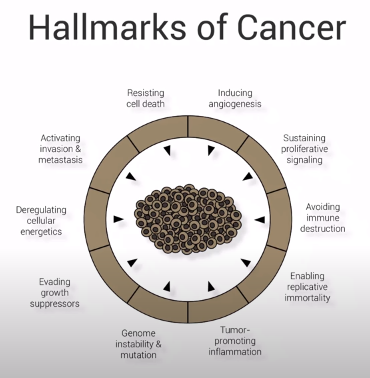 Hallmarks of Cancer
Resisting
cell death
Inducing
angiogenesis
Activating
invasion &
metastasis
Sustaining
proliferative
signaling
Deregulating
cellular
energetics
Avoiding
immune
destruction
Evading
growth
suppressors
Enabling
replicative
immortality
Genome
instability &
mutation
Tumor-
promoting
inflammation